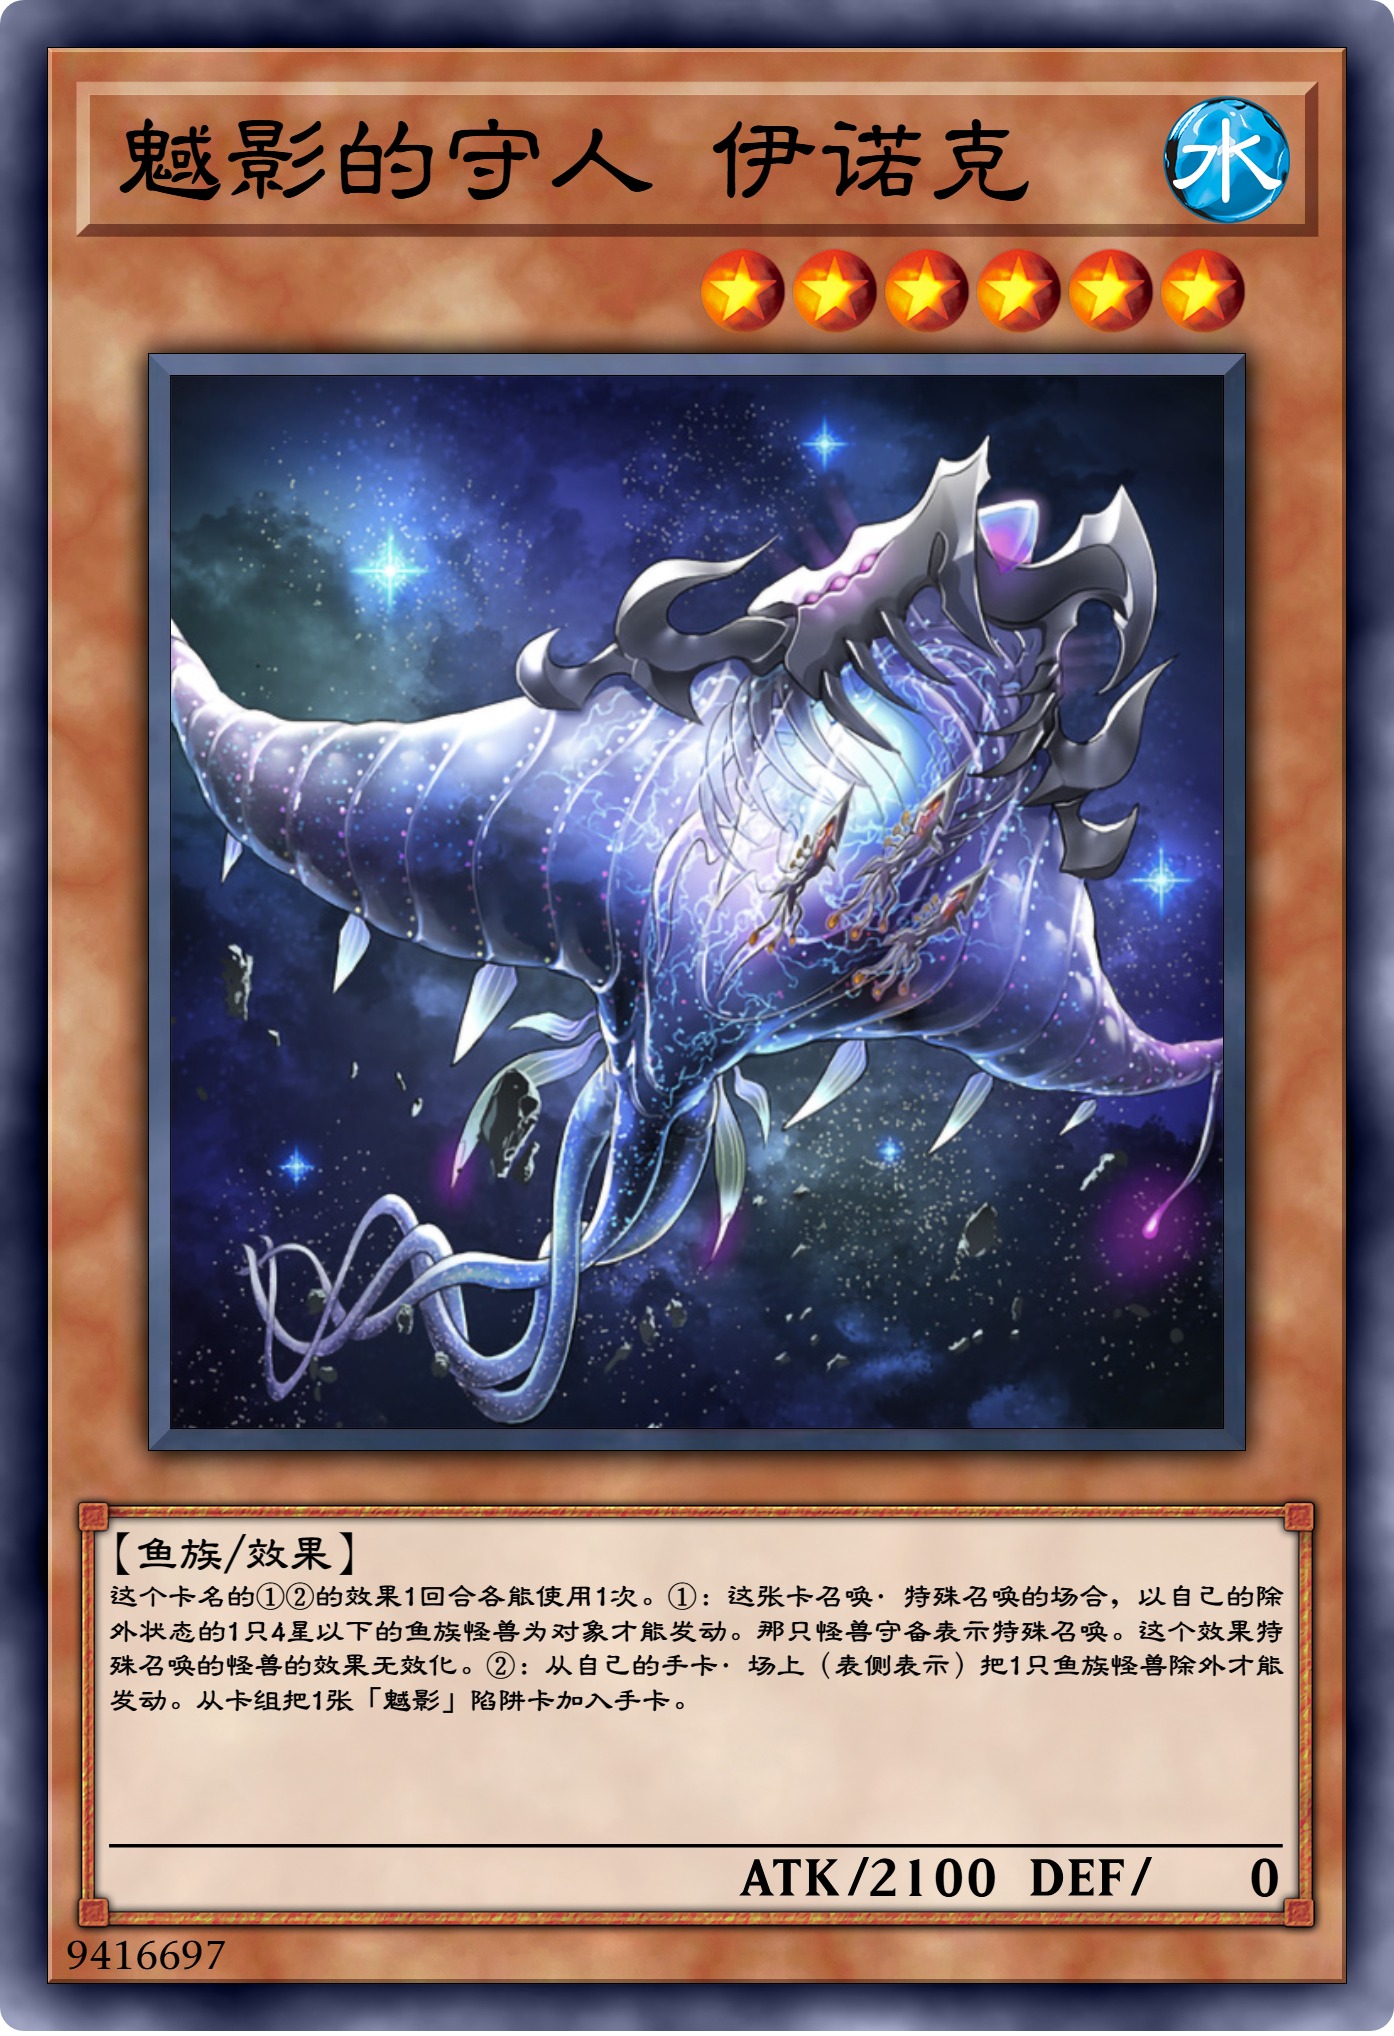 魊影的守人 伊诺克
水
【鱼族/效果】
这个卡名的①②的效果1回合各能使用1次。①：这张卡召唤·特殊召唤的场合，以自己的除
外状态的1只4星以下的鱼族怪兽为对象才能发动。那只怪兽守备表示特殊召唤。这个效果特
殊召唤的怪兽的效果无效化。②：从自己的手卡·场上（表侧表示）把1只鱼族怪兽除外才能
发动。从卡组把1张「魊影」陷阱卡加入手卡。
ATK/2100 DEF/ 0
9416697